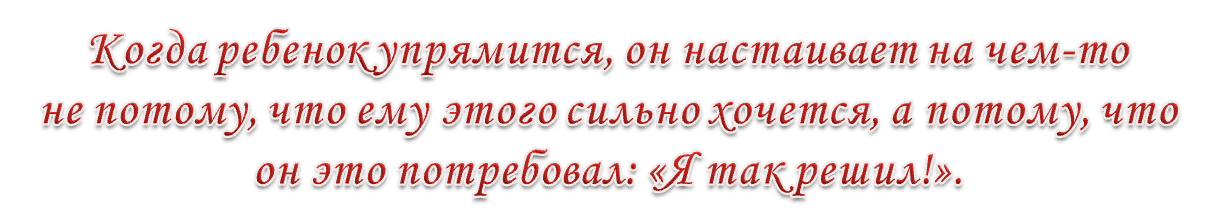 Когда ребенок упрямится, он настаивает на чем-то
не потому, что ему этого сильно хочется, а потому, что
он это потребовал: «Я так решил!».